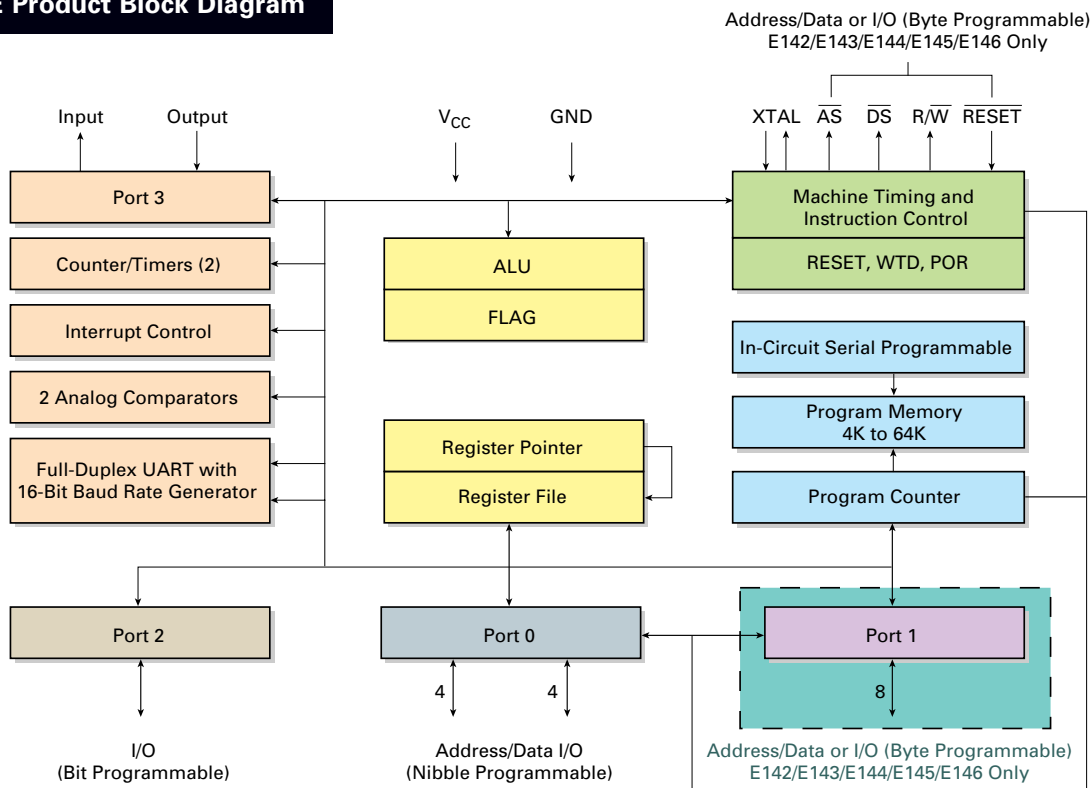 E Product Block Diagram
Address/Data or I/O (Byte Programmable)
E142/E143/E144/E145/E146 Only
Input
Output
VCC
GND
XTAL
AS
DS
R/W
RESET
Port 3
Counter/Timers (2)
Interrupt Control
2 Analog Comparators
Full-Duplex UART with
16-Bit Baud Rate Generator
ALU
FLAG
Register Pointer
Register File
Machine Timing and
Instruction Control
RESET, WTD, POR
In-Circuit Serial Programmable
Program Memory
4K to 64K
Program Counter
Port 2
Port 0
Port 1
4
4
8
I/O
(Bit Programmable)
Address/Data I/O
(Nibble Programmable)
Address/Data or I/O (Byte Programmable)
E142/E143/E144/E145/E146 Only